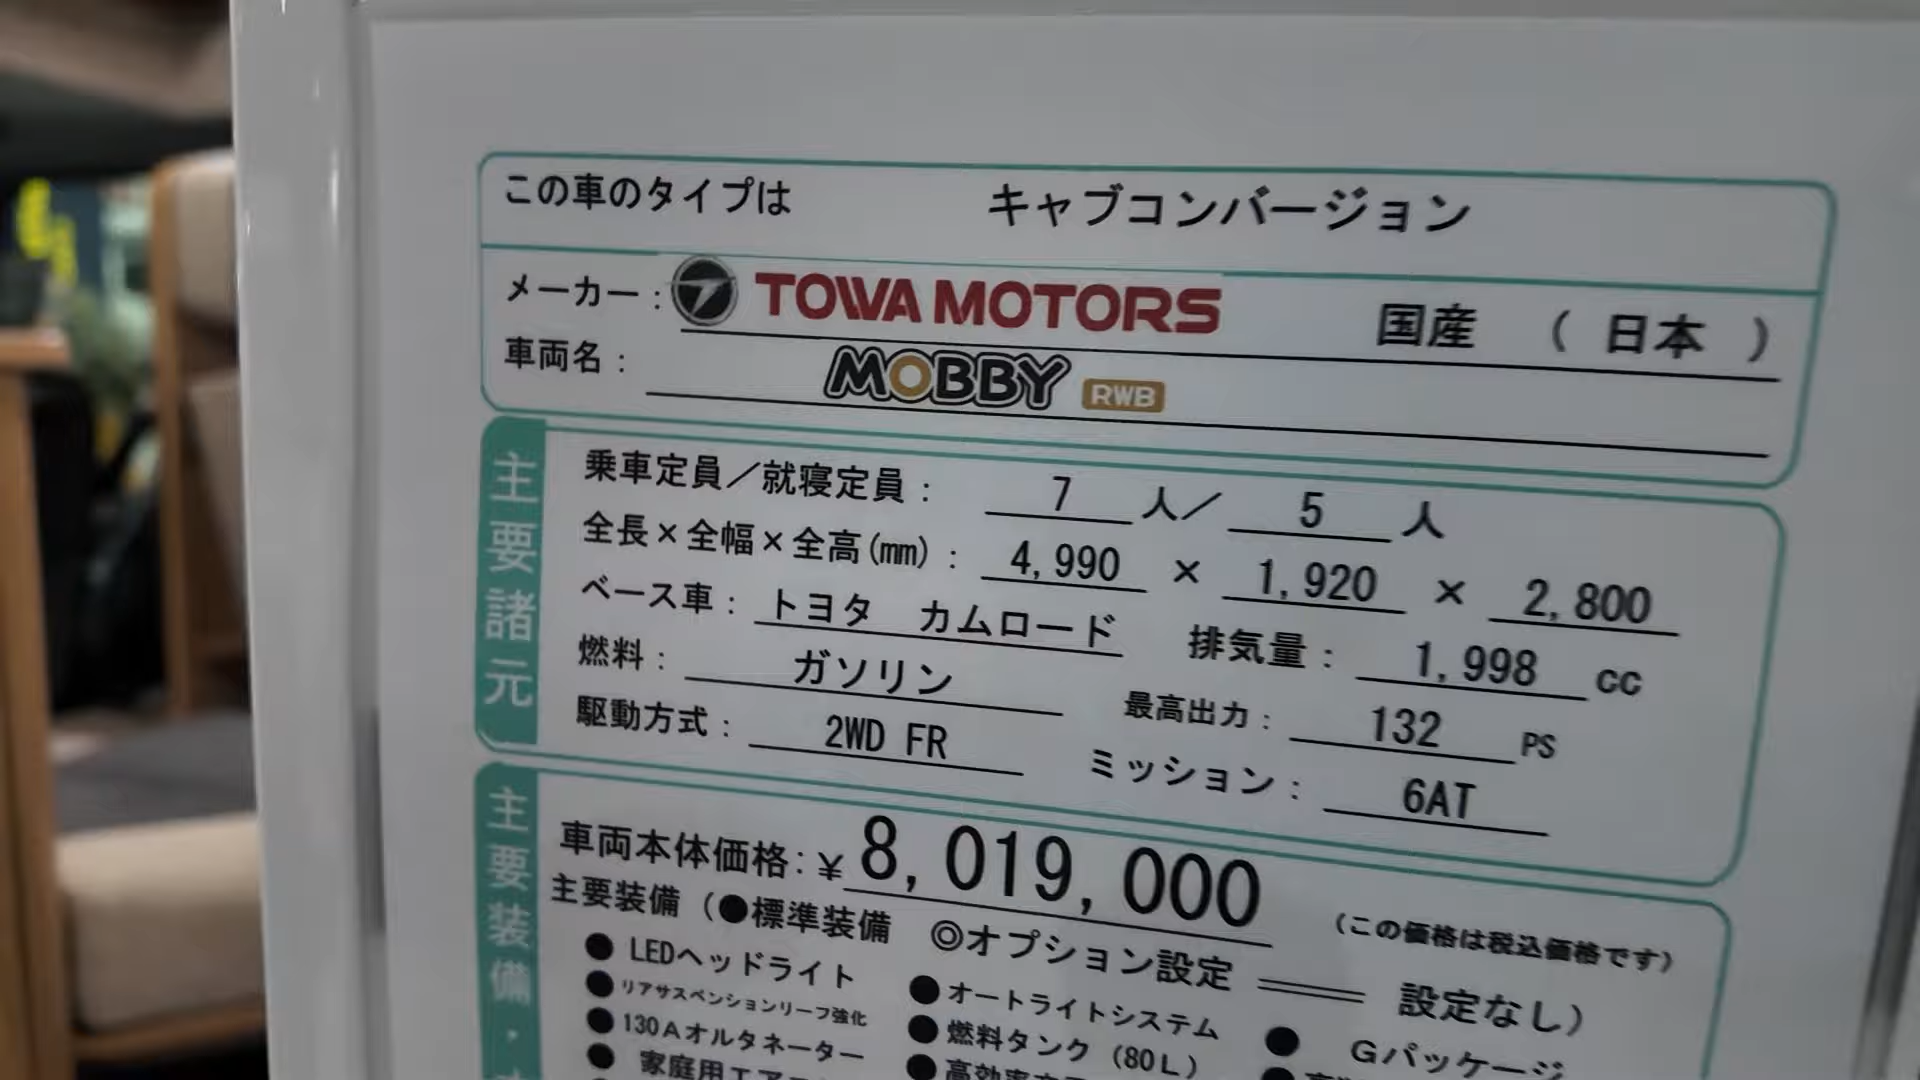 この車のタイプは キャブコンバージョン
メーカー: TOWA MOTORS 国産 (日本)
車両名: MOBBY RWB
主要諸元
乗車定員/就寝定員: 7 人/ 5 人
全長×全幅×全高(mm): 4,990 × 1,920 × 2,800
ベース車: トヨタ カムロード 排気量: 1,998 cc
燃料: ガソリン 最高出力: 132 PS
駆動方式: 2WD FR ミッション: 6AT
主要装備・
車両本体価格:¥8,019,000 (この価格は税込価格です)
主要装備 (●標準装備 ◎オプション設定 ══ 設定なし)
● LEDヘッドライト ● オートライトシステム ● Gパッケージ
● リアサスペンションリーフ強化 ● 燃料タンク (80L)
● 130Aオルタネーター ● 高効率
● 家庭用エア